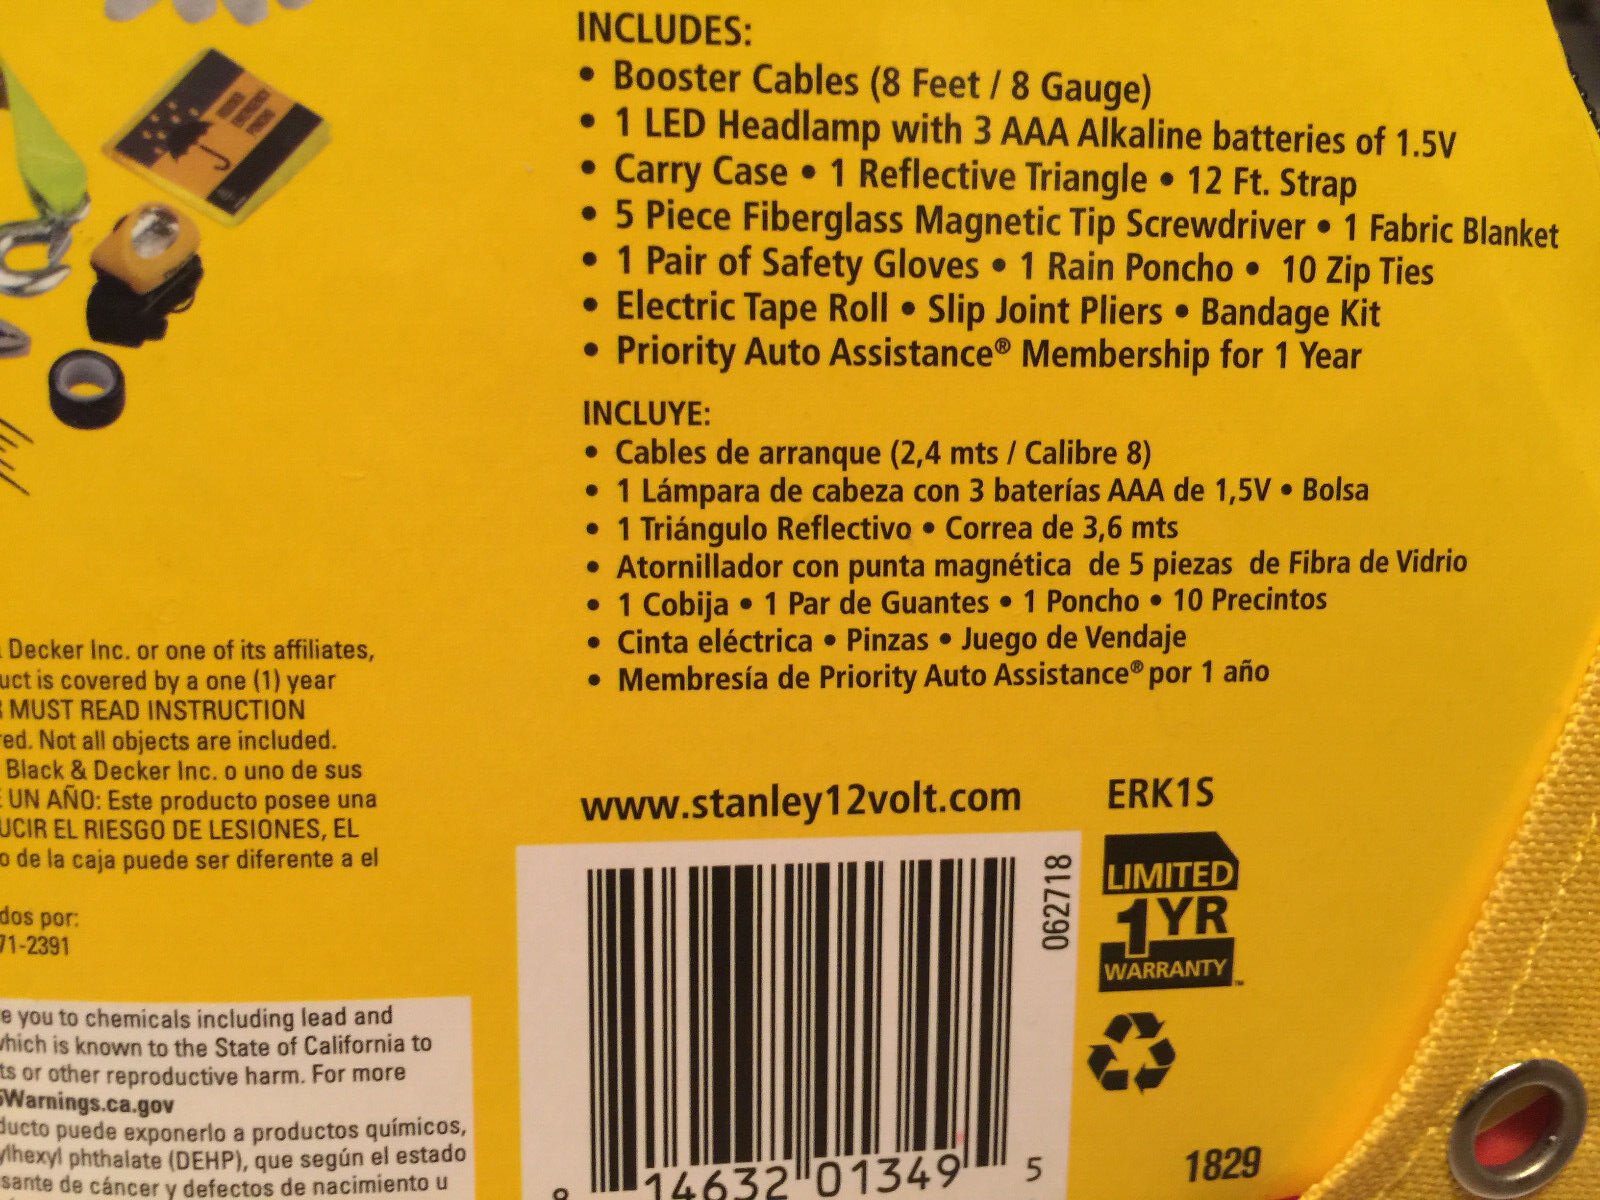 INCLUDES:
• Booster Cables (8 Feet / 8 Gauge)
• 1 LED Headlamp with 3 AAA Alkaline batteries of 1.5V
• Carry Case • 1 Reflective Triangle • 12 Ft. Strap
• 5 Piece Fiberglass Magnetic Tip Screwdriver • 1 Fabric Blanket
• 1 Pair of Safety Gloves • 1 Rain Poncho • 10 Zip Ties
• Electric Tape Roll • Slip Joint Pliers • Bandage Kit
• Priority Auto Assistance® Membership for 1 Year
INCLUYE:
• Cables de arranque (2,4 mts / Calibre 8)
• 1 Lámpara de cabeza con 3 baterías AAA de 1,5V • Bolsa
• 1 Triángulo Reflectivo • Correa de 3,6 mts
• Atornillador con punta magnética de 5 piezas de Fibra de Vidrio
• 1 Cobija • 1 Par de Guantes • 1 Poncho • 10 Precintos
• Cinta eléctrica • Pinzas • Juego de Vendaje
• Membresía de Priority Auto Assistance® por 1 año
Decker Inc. or one of its affiliates,
uct is covered by a one (1) year
MUST READ INSTRUCTION
ed. Not all objects are included.
Black & Decker Inc. o uno de sus
UN AÑO: Este producto posee una
UCIR EL RIESGO DE LESIONES, EL
o de la caja puede ser diferente a el
dos por:
71-2391
e you to chemicals including lead and
which is known to the State of California to
ts or other reproductive harm. For more
Warnings.ca.gov
ducto puede exponerlo a productos químicos,
ylhexyl phthalate (DEHP), que según el estado
sante de cáncer y defectos de nacimiento u
www.stanley12volt.com
ERK1S
062718
14632 01349 5
LIMITED
1YR
WARRANTY™
1829